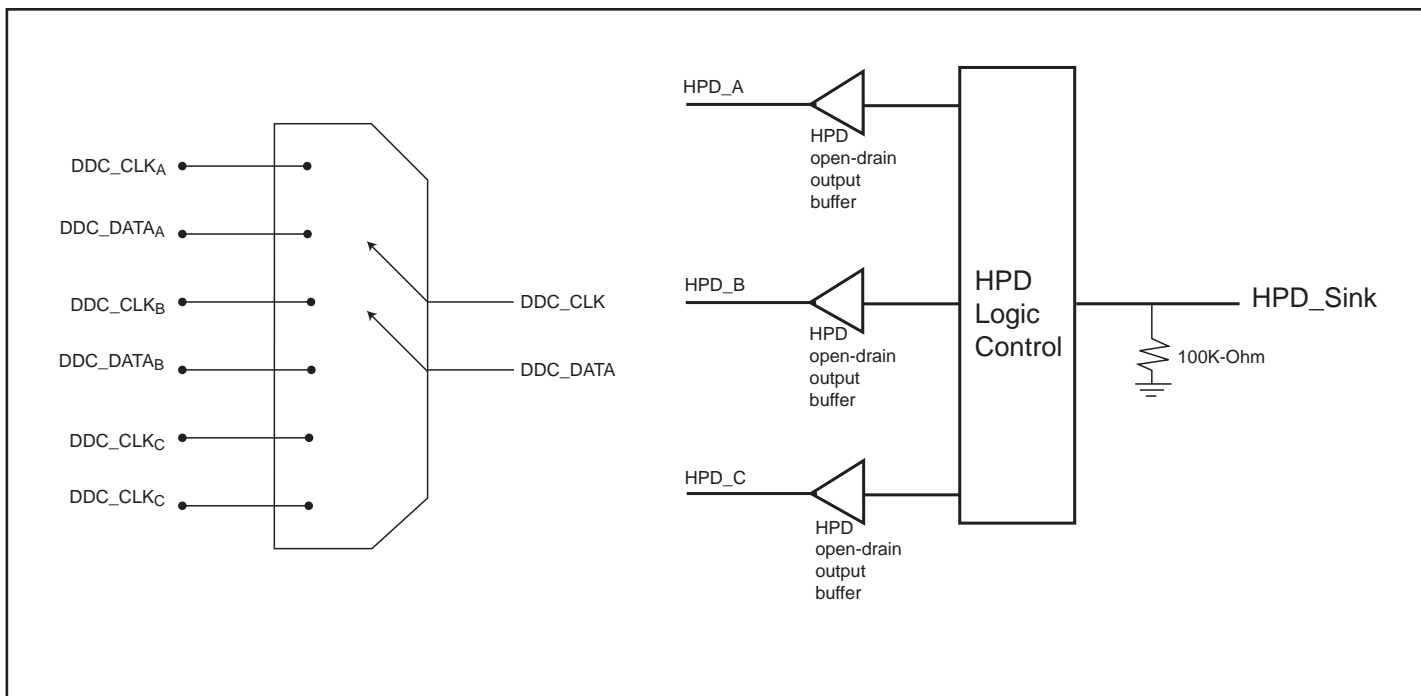 DDC_CLKA
DDC_DATAA
DDC_CLKB
DDC_DATAB
DDC_CLKC
DDC_CLKC
DDC_CLK
DDC_DATA
HPD_A
HPD
open-drain
output
buffer
HPD_B
HPD
open-drain
output
buffer
HPD_C
HPD
open-drain
output
buffer
HPD
Logic
Control
HPD_Sink
100K-Ohm